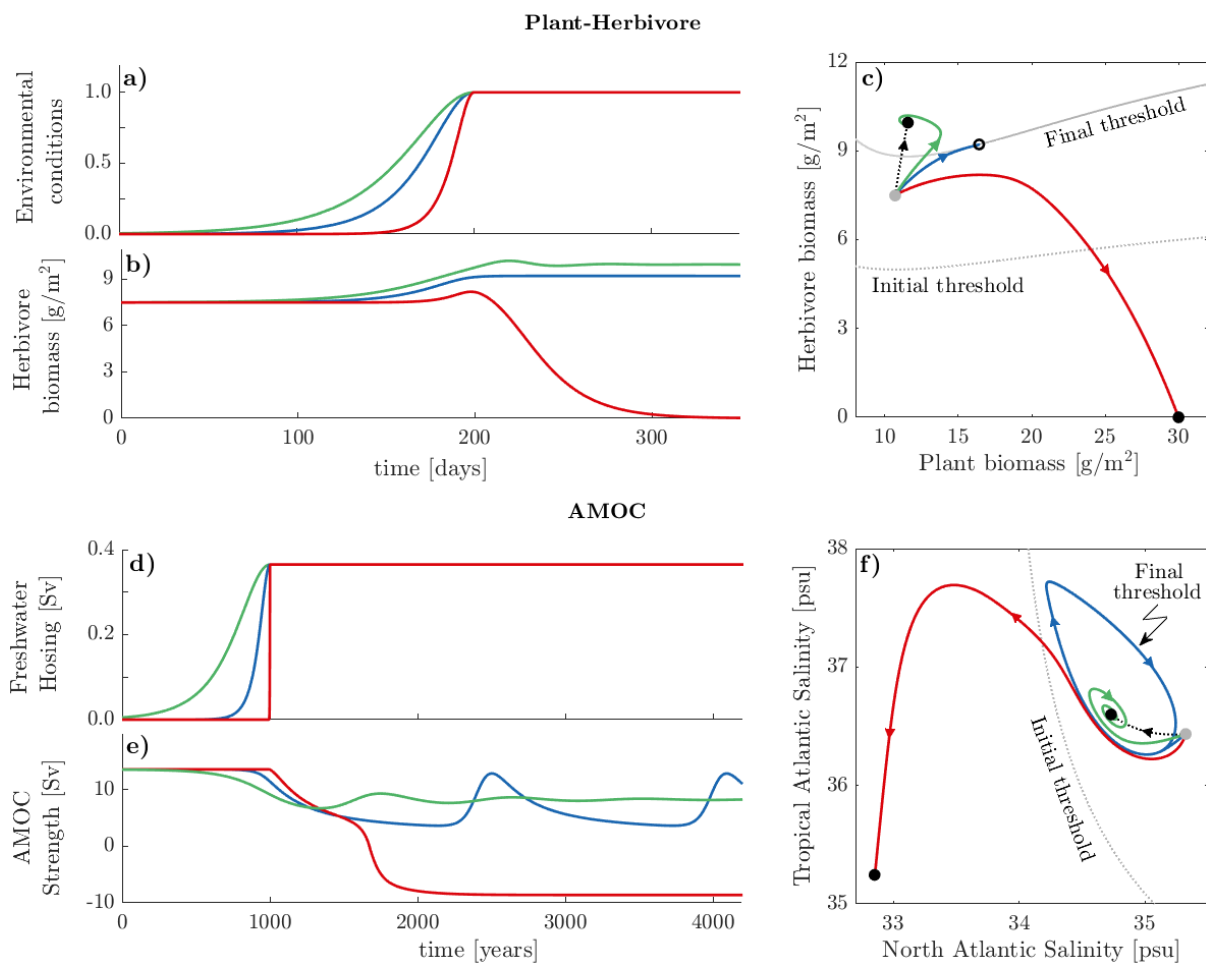 Plant-Herbivore
a)
Environmental
conditions
1.0
0.5
0.0
b)
Herbivore
biomass [g/m²]
9
6
3
0
0
100
200
300
time [days]
c)
Herbivore biomass [g/m²]
12
9
6
3
0
Final threshold
Initial threshold
10
15
20
25
30
Plant biomass [g/m²]
AMOC
d)
Freshwater
Hosing [Sv]
0.4
0.2
0.0
e)
AMOC
Strength [Sv]
10
0
-10
0
1000
2000
3000
4000
time [years]
f)
Tropical Atlantic Salinity [psu]
38
37
36
35
Final
threshold
Initial threshold
33
34
35
North Atlantic Salinity [psu]